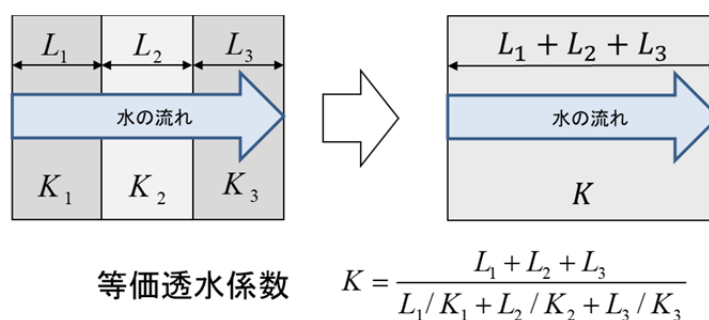 L₁ L₂ L₃
水の流れ
K₁ K₂ K₃
L₁ + L₂ + L₃
水の流れ
K
等価透水係数 K = (L₁ + L₂ + L₃) / (L₁/K₁ + L₂/K₂ + L₃/K₃)